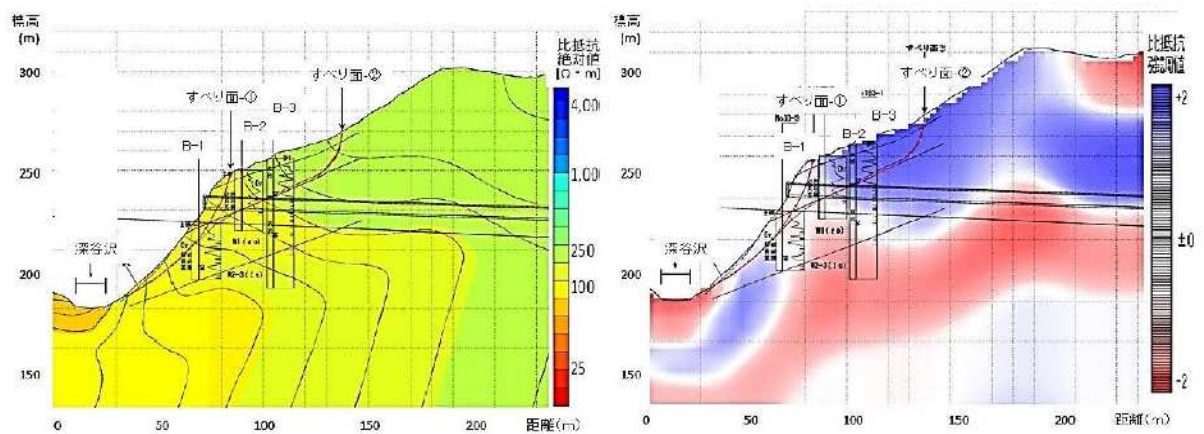 標高
(m)
300
250
200
150
0
50
100
150
200
距離(m)
すべり面-②
すべり面-①
B-3
B-2
B-1
深谷沢
比抵抗
絶対値
[Ω・m]
4,00
1,00
250
100
25
標高
(m)
300
250
200
150
0
50
100
150
200
距離(m)
すべり面-②
すべり面-①
B-3
B-2
B-1
深谷沢
比抵抗
強調値
+2
±0
-2